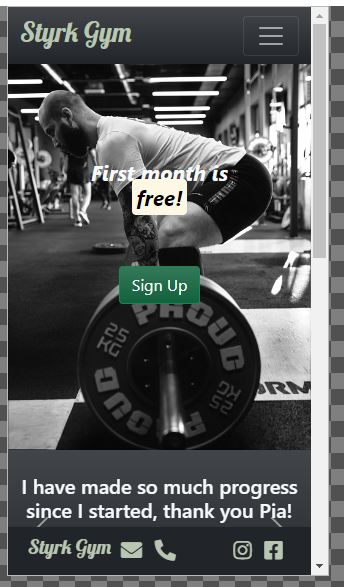 Styrk Gym
First month is
free!
Sign Up
PROUD
25
KG
25
KG
PROUD
I have made so much progress
since I started, thank you Pia!
Styrk Gym